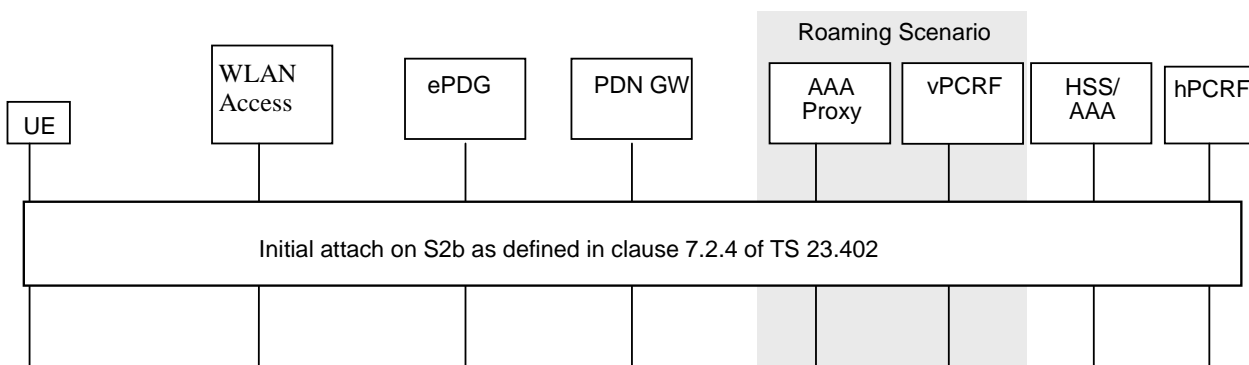 Roaming Scenario
UE
WLAN
Access
ePDG
PDN GW
AAA
Proxy
vPCRF
HSS/
AAA
hPCRF
Initial attach on S2b as defined in clause 7.2.4 of TS 23.402